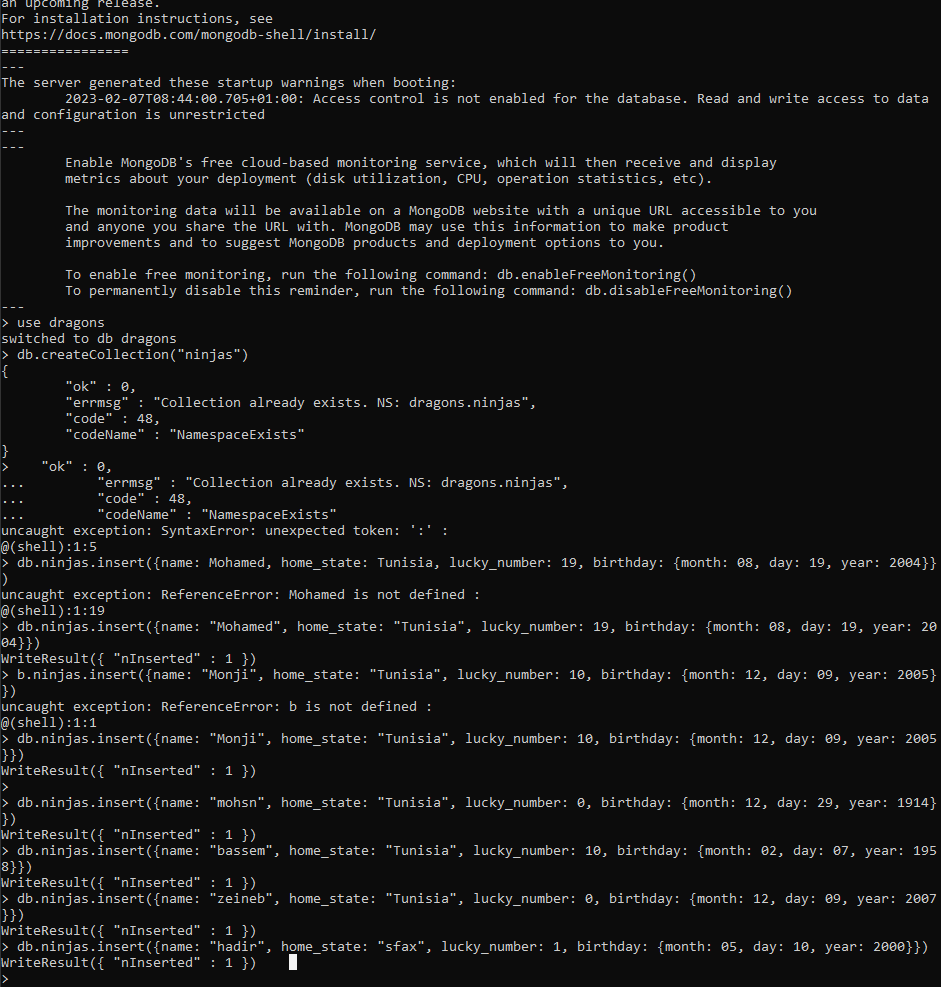 an upcoming release.
For installation instructions, see
https://docs.mongodb.com/mongodb-shell/install/
================
---
The server generated these startup warnings when booting:
        2023-02-07T08:44:00.705+01:00: Access control is not enabled for the database. Read and write access to data
and configuration is unrestricted
---
---
        Enable MongoDB's free cloud-based monitoring service, which will then receive and display
        metrics about your deployment (disk utilization, CPU, operation statistics, etc).

        The monitoring data will be available on a MongoDB website with a unique URL accessible to you
        and anyone you share the URL with. MongoDB may use this information to make product
        improvements and to suggest MongoDB products and deployment options to you.

        To enable free monitoring, run the following command: db.enableFreeMonitoring()
        To permanently disable this reminder, run the following command: db.disableFreeMonitoring()
---
> use dragons
switched to db dragons
> db.createCollection("ninjas")
{
        "ok" : 0,
        "errmsg" : "Collection already exists. NS: dragons.ninjas",
        "code" : 48,
        "codeName" : "NamespaceExists"
}
>    "ok" : 0,
...         "errmsg" : "Collection already exists. NS: dragons.ninjas",
...         "code" : 48,
...         "codeName" : "NamespaceExists"
uncaught exception: SyntaxError: unexpected token: ':' :
@(shell):1:5
> db.ninjas.insert({name: Mohamed, home_state: Tunisia, lucky_number: 19, birthday: {month: 08, day: 19, year: 2004}}
)
uncaught exception: ReferenceError: Mohamed is not defined :
@(shell):1:19
> db.ninjas.insert({name: "Mohamed", home_state: "Tunisia", lucky_number: 19, birthday: {month: 08, day: 19, year: 20
04}})
WriteResult({ "nInserted" : 1 })
> b.ninjas.insert({name: "Monji", home_state: "Tunisia", lucky_number: 10, birthday: {month: 12, day: 09, year: 2005}
})
uncaught exception: ReferenceError: b is not defined :
@(shell):1:1
> db.ninjas.insert({name: "Monji", home_state: "Tunisia", lucky_number: 10, birthday: {month: 12, day: 09, year: 2005
}})
WriteResult({ "nInserted" : 1 })
>
> db.ninjas.insert({name: "mohsn", home_state: "Tunisia", lucky_number: 0, birthday: {month: 12, day: 29, year: 1914}
})
WriteResult({ "nInserted" : 1 })
> db.ninjas.insert({name: "bassem", home_state: "Tunisia", lucky_number: 10, birthday: {month: 02, day: 07, year: 195
8}})
WriteResult({ "nInserted" : 1 })
> db.ninjas.insert({name: "zeineb", home_state: "Tunisia", lucky_number: 0, birthday: {month: 12, day: 09, year: 2007
}})
WriteResult({ "nInserted" : 1 })
> db.ninjas.insert({name: "hadir", home_state: "sfax", lucky_number: 1, birthday: {month: 05, day: 10, year: 2000}})
WriteResult({ "nInserted" : 1 })
>